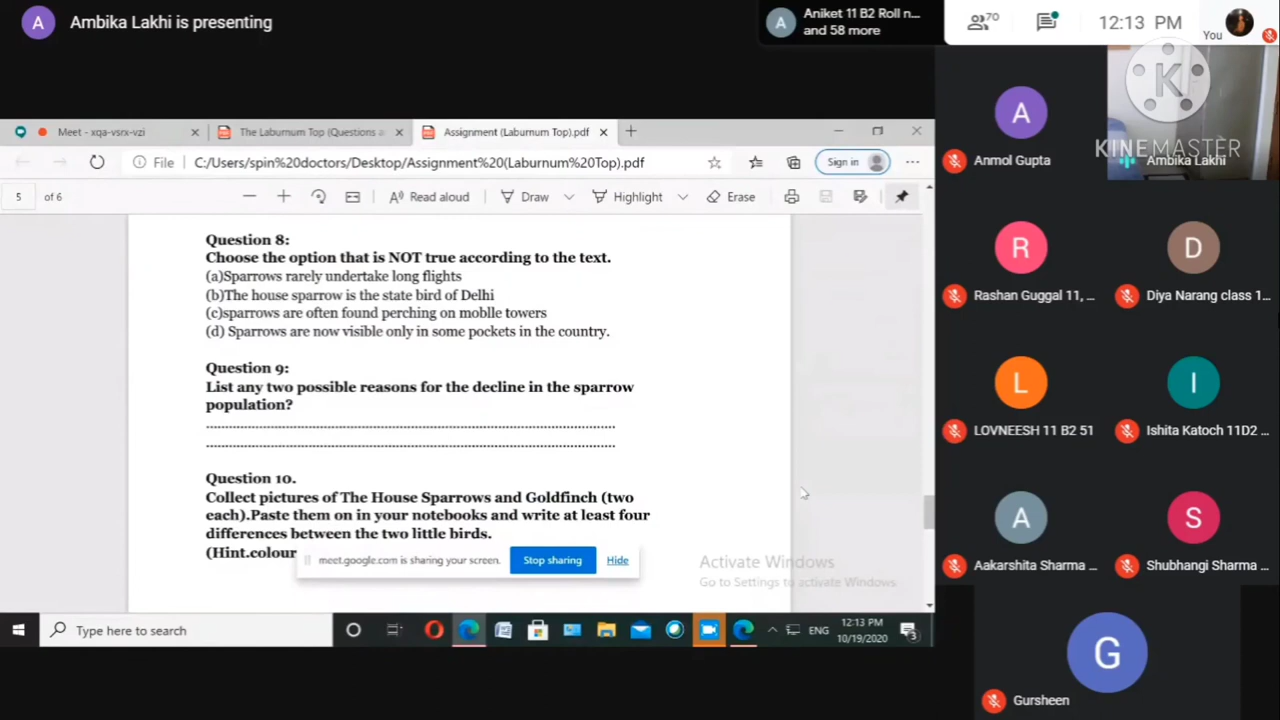 A Ambika Lakhi is presenting
A Aniket 11 B2 Roll n...
and 58 more
70
12:13 PM
You
Meet - xqa-vsrx-vzi
The Laburnum Top (Questions a
Assignment (Laburnum Top).pdf
File C:/Users/spin%20doctors/Desktop/Assignment%20(Laburnum%20Top).pdf
Sign in
5 of 6
Read aloud
Draw
Highlight
Erase
Question 8:
Choose the option that is NOT true according to the text.
(a)Sparrows rarely undertake long flights
(b)The house sparrow is the state bird of Delhi
(c)sparrows are often found perching on mobile towers
(d) Sparrows are now visible only in some pockets in the country.
Question 9:
List any two possible reasons for the decline in the sparrow
population?
................................................................................
................................................................................
Question 10.
Collect pictures of The House Sparrows and Goldfinch (two
each).Paste them on in your notebooks and write at least four
differences between the two little birds.
(Hint.colour
meet.google.com is sharing your screen.
Stop sharing
Hide
Activate Windows
Go to Settings to activate Windows.
Type here to search
ENG
12:13 PM
10/19/2020
3
A
Anmol Gupta
K
KINEMASTER
Ambika Lakhi
R
Rashan Guggal 11, ...
D
Diya Narang class 1...
L
LOVNEESH 11 B2 51
I
Ishita Katoch 11D2 ...
A
Aakarshita Sharma ...
S
Shubhangi Sharma ...
G
Gursheen